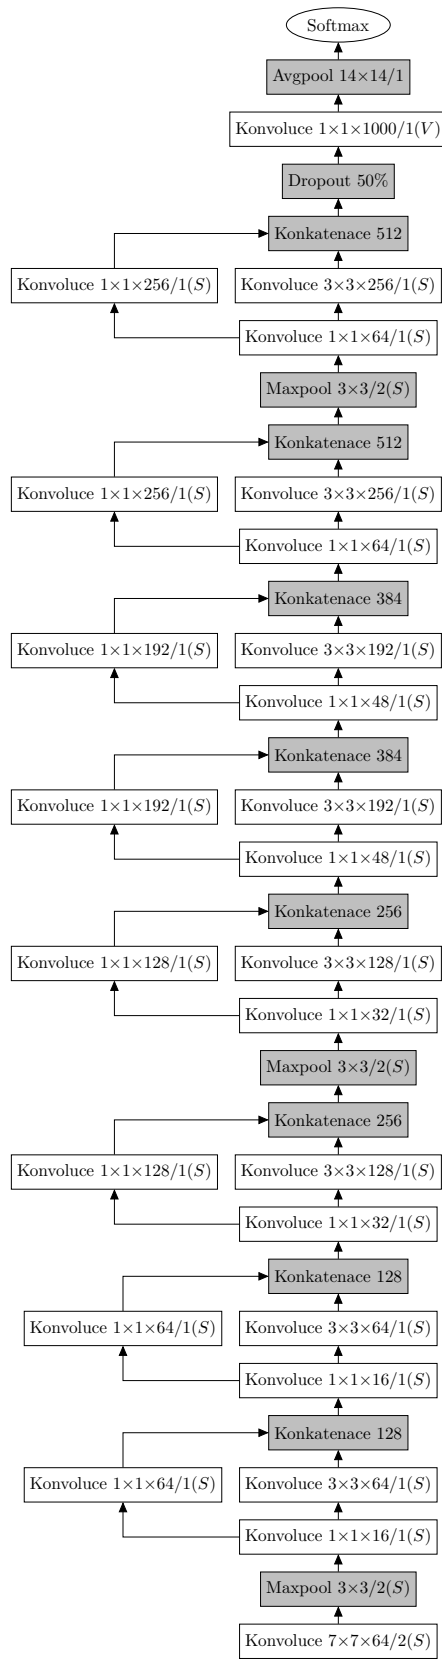 Softmax
Avgpool 14×14/1
Konvoluce 1×1×1000/1(V)
Dropout 50%
Konkatenace 512
Konvoluce 1×1×256/1(S) Konvoluce 3×3×256/1(S)
Konvoluce 1×1×64/1(S)
Maxpool 3×3/2(S)
Konkatenace 512
Konvoluce 1×1×256/1(S) Konvoluce 3×3×256/1(S)
Konvoluce 1×1×64/1(S)
Konkatenace 384
Konvoluce 1×1×192/1(S) Konvoluce 3×3×192/1(S)
Konvoluce 1×1×48/1(S)
Konkatenace 384
Konvoluce 1×1×192/1(S) Konvoluce 3×3×192/1(S)
Konvoluce 1×1×48/1(S)
Konkatenace 256
Konvoluce 1×1×128/1(S) Konvoluce 3×3×128/1(S)
Konvoluce 1×1×32/1(S)
Maxpool 3×3/2(S)
Konkatenace 256
Konvoluce 1×1×128/1(S) Konvoluce 3×3×128/1(S)
Konvoluce 1×1×32/1(S)
Konkatenace 128
Konvoluce 1×1×64/1(S) Konvoluce 3×3×64/1(S)
Konvoluce 1×1×16/1(S)
Konkatenace 128
Konvoluce 1×1×64/1(S) Konvoluce 3×3×64/1(S)
Konvoluce 1×1×16/1(S)
Maxpool 3×3/2(S)
Konvoluce 7×7×64/2(S)